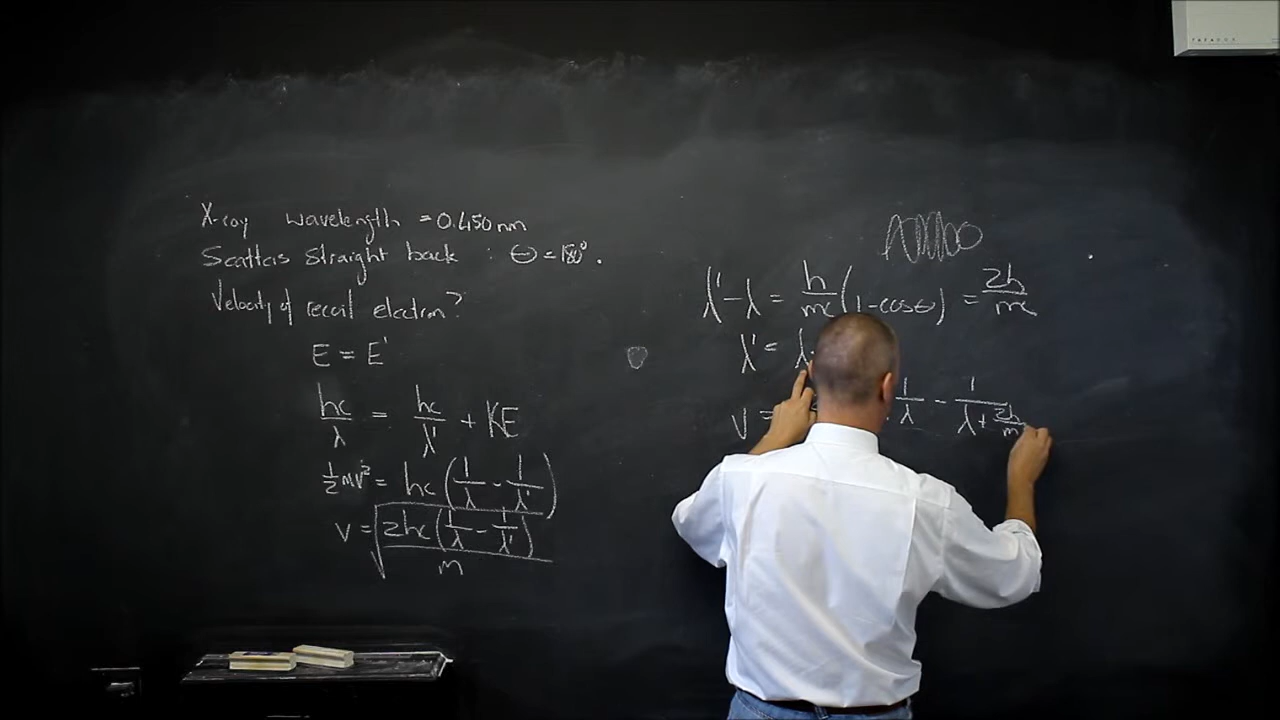 X-ray wavelength = 0.450 nm
Scatters straight back : Θ = 180°.
Velocity of recoil electron?
E = E'
hc/λ = hc/λ' + KE
½mv² = hc(1/λ - 1/λ')
v = √(2hc(1/λ - 1/λ')/m)
λ' - λ = h/mc (1-cosθ) = 2h/mc
λ' = λ
v = 1/λ - 1/(λ + 2h/m
PARADOX